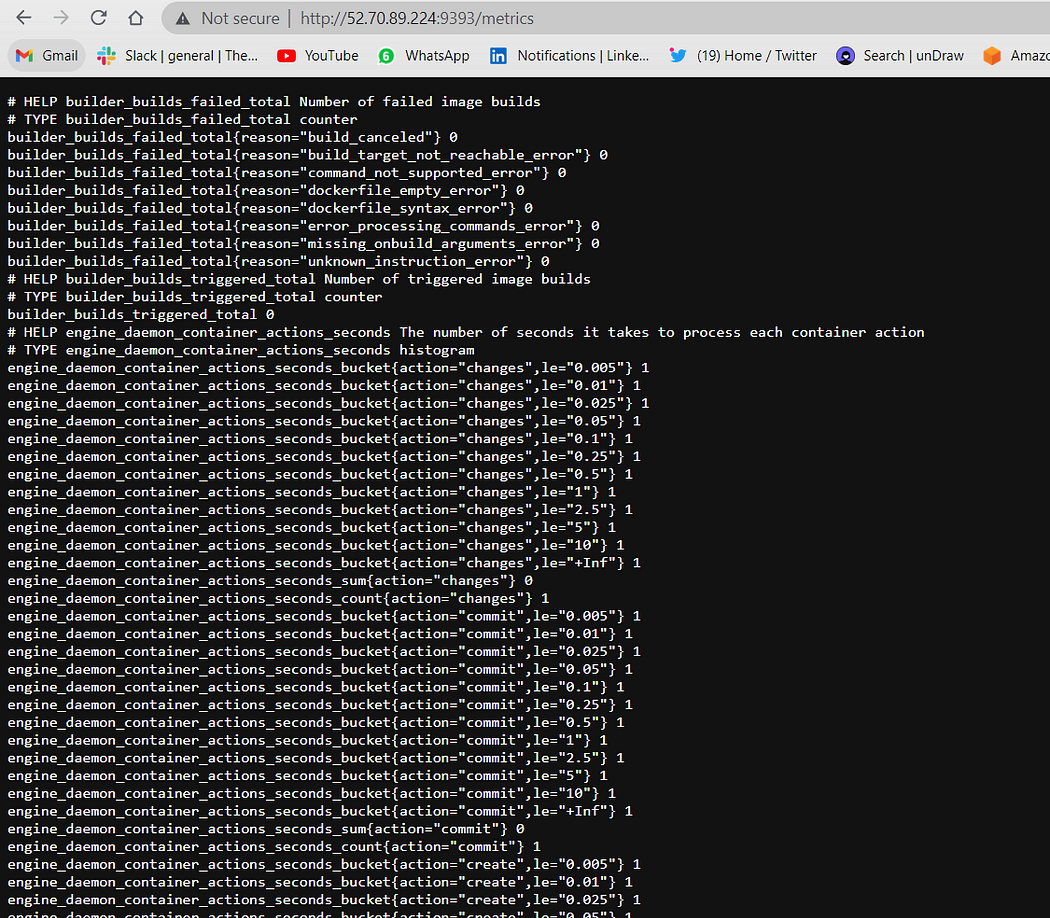 Not secure | http://52.70.89.224:9393/metrics
Gmail Slack | general | The... YouTube 6 WhatsApp in Notifications | Linke... (19) Home / Twitter Search | unDraw Amazo
# HELP builder_builds_failed_total Number of failed image builds
# TYPE builder_builds_failed_total counter
builder_builds_failed_total{reason="build_canceled"} 0
builder_builds_failed_total{reason="build_target_not_reachable_error"} 0
builder_builds_failed_total{reason="command_not_supported_error"} 0
builder_builds_failed_total{reason="dockerfile_empty_error"} 0
builder_builds_failed_total{reason="dockerfile_syntax_error"} 0
builder_builds_failed_total{reason="error_processing_commands_error"} 0
builder_builds_failed_total{reason="missing_onbuild_arguments_error"} 0
builder_builds_failed_total{reason="unknown_instruction_error"} 0
# HELP builder_builds_triggered_total Number of triggered image builds
# TYPE builder_builds_triggered_total counter
builder_builds_triggered_total 0
# HELP engine_daemon_container_actions_seconds The number of seconds it takes to process each container action
# TYPE engine_daemon_container_actions_seconds histogram
engine_daemon_container_actions_seconds_bucket{action="changes",le="0.005"} 1
engine_daemon_container_actions_seconds_bucket{action="changes",le="0.01"} 1
engine_daemon_container_actions_seconds_bucket{action="changes",le="0.025"} 1
engine_daemon_container_actions_seconds_bucket{action="changes",le="0.05"} 1
engine_daemon_container_actions_seconds_bucket{action="changes",le="0.1"} 1
engine_daemon_container_actions_seconds_bucket{action="changes",le="0.25"} 1
engine_daemon_container_actions_seconds_bucket{action="changes",le="0.5"} 1
engine_daemon_container_actions_seconds_bucket{action="changes",le="1"} 1
engine_daemon_container_actions_seconds_bucket{action="changes",le="2.5"} 1
engine_daemon_container_actions_seconds_bucket{action="changes",le="5"} 1
engine_daemon_container_actions_seconds_bucket{action="changes",le="10"} 1
engine_daemon_container_actions_seconds_bucket{action="changes",le="+Inf"} 1
engine_daemon_container_actions_seconds_sum{action="changes"} 0
engine_daemon_container_actions_seconds_count{action="changes"} 1
engine_daemon_container_actions_seconds_bucket{action="commit",le="0.005"} 1
engine_daemon_container_actions_seconds_bucket{action="commit",le="0.01"} 1
engine_daemon_container_actions_seconds_bucket{action="commit",le="0.025"} 1
engine_daemon_container_actions_seconds_bucket{action="commit",le="0.05"} 1
engine_daemon_container_actions_seconds_bucket{action="commit",le="0.1"} 1
engine_daemon_container_actions_seconds_bucket{action="commit",le="0.25"} 1
engine_daemon_container_actions_seconds_bucket{action="commit",le="0.5"} 1
engine_daemon_container_actions_seconds_bucket{action="commit",le="1"} 1
engine_daemon_container_actions_seconds_bucket{action="commit",le="2.5"} 1
engine_daemon_container_actions_seconds_bucket{action="commit",le="5"} 1
engine_daemon_container_actions_seconds_bucket{action="commit",le="10"} 1
engine_daemon_container_actions_seconds_bucket{action="commit",le="+Inf"} 1
engine_daemon_container_actions_seconds_sum{action="commit"} 0
engine_daemon_container_actions_seconds_count{action="commit"} 1
engine_daemon_container_actions_seconds_bucket{action="create",le="0.005"} 1
engine_daemon_container_actions_seconds_bucket{action="create",le="0.01"} 1
engine_daemon_container_actions_seconds_bucket{action="create",le="0.025"} 1
engine_daemon_container_actions_seconds_bucket{action="create",le="0.05"} 1